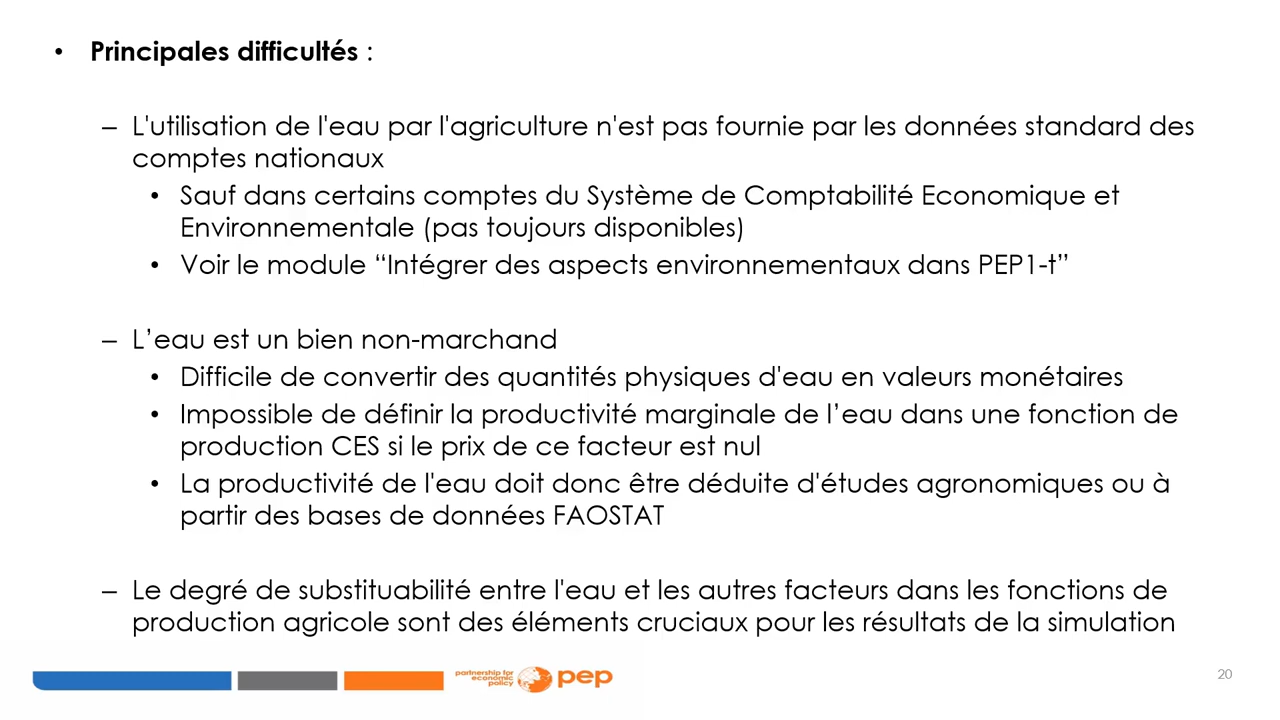 • Principales difficultés :
– L'utilisation de l'eau par l'agriculture n'est pas fournie par les données standard des
comptes nationaux
• Sauf dans certains comptes du Système de Comptabilité Economique et
Environnementale (pas toujours disponibles)
• Voir le module “Intégrer des aspects environnementaux dans PEP1-t”
– L’eau est un bien non-marchand
• Difficile de convertir des quantités physiques d'eau en valeurs monétaires
• Impossible de définir la productivité marginale de l’eau dans une fonction de
production CES si le prix de ce facteur est nul
• La productivité de l'eau doit donc être déduite d'études agronomiques ou à
partir des bases de données FAOSTAT
– Le degré de substituabilité entre l'eau et les autres facteurs dans les fonctions de
production agricole sont des éléments cruciaux pour les résultats de la simulation
partnership for
economic
policy
pep
20